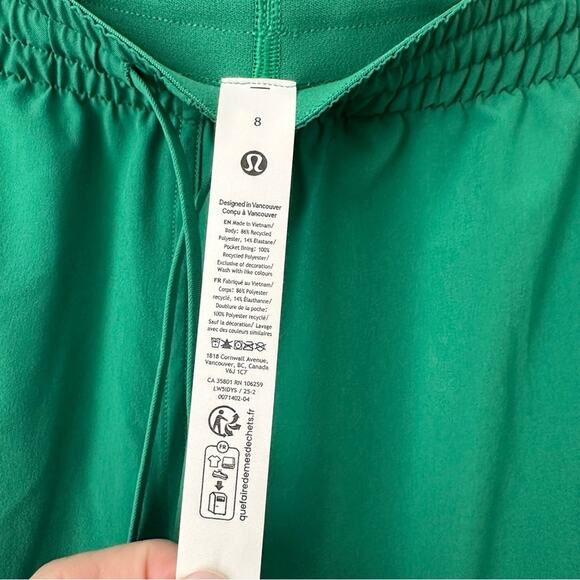 8
Designed in Vancouver
Conçu à Vancouver
EN Made in Vietnam/
Body: 86% Recycled
Polyester, 14% Elastane/
Pocket lining: 100%
Recycled Polyester/
Exclusive of decoration/
Wash with like colours
FR Fabriqué au Vietnam/
Corps: 86% Polyester
recyclé, 14% Élasthanne/
Doublure de la poche:
100% Polyester recyclé/
Sauf la décoration/ Lavage
avec des couleurs similaires
1818 Cornwall Avenue,
Vancouver, BC, Canada
V6J 1C7
CA 35801 RN 106259
LW5IDYS / 25-2
0071402-04
FR
quefairedemesdechets.fr